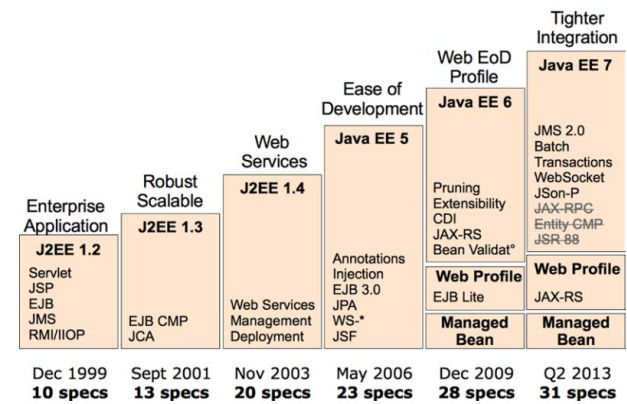 Enterprise
Application
J2EE 1.2
Servlet
JSP
EJB
JMS
RMI/IIOP
Dec 1999
10 specs
Robust
Scalable
J2EE 1.3
EJB CMP
JCA
Sept 2001
13 specs
Web
Services
J2EE 1.4
Web Services
Management
Deployment
Nov 2003
20 specs
Ease of
Development
Java EE 5
Annotations
Injection
EJB 3.0
JPA
WS-*
JSF
May 2006
23 specs
Web EoD
Profile
Java EE 6
Pruning
Extensibility
CDI
JAX-RS
Bean Validat°
Web Profile
EJB Lite
Managed
Bean
Dec 2009
28 specs
Tighter
Integration
Java EE 7
JMS 2.0
Batch
Transactions
WebSocket
JSon-P
JAX-RPC
Entity CMP
JSR 88
Web Profile
JAX-RS
Managed
Bean
Q2 2013
31 specs